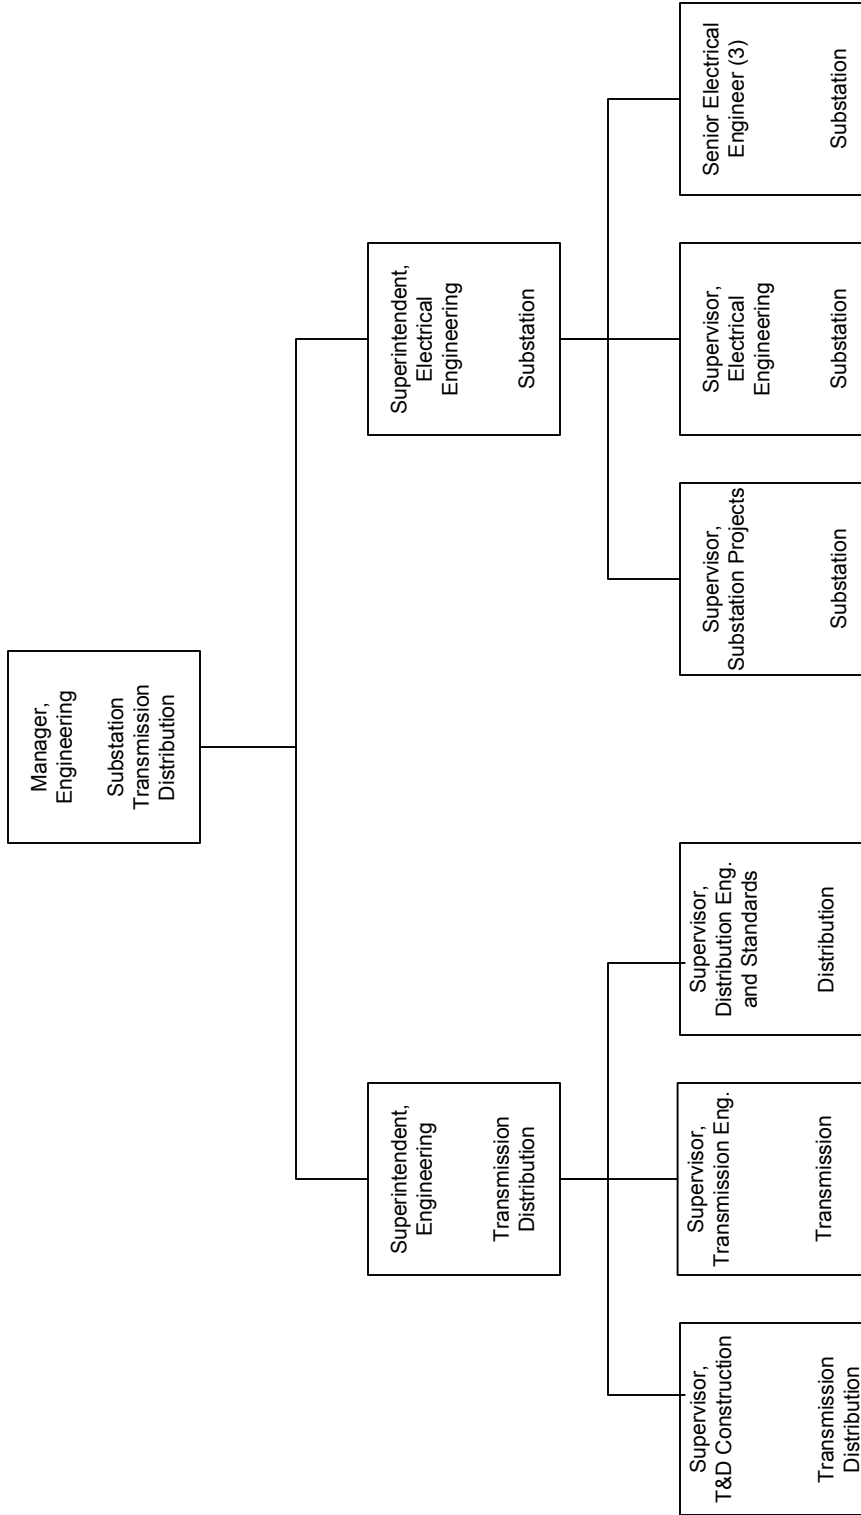 Manager,
Engineering
Substation
Transmission
Distribution
Superintendent,
Engineering
Transmission
Distribution
Superintendent,
Electrical
Engineering
Substation
Supervisor,
T&D Construction
Transmission
Distribution
Supervisor,
Transmission Eng.
Transmission
Supervisor,
Distribution Eng.
and Standards
Distribution
Supervisor,
Substation Projects
Substation
Supervisor,
Electrical
Engineering
Substation
Senior Electrical
Engineer (3)
Substation